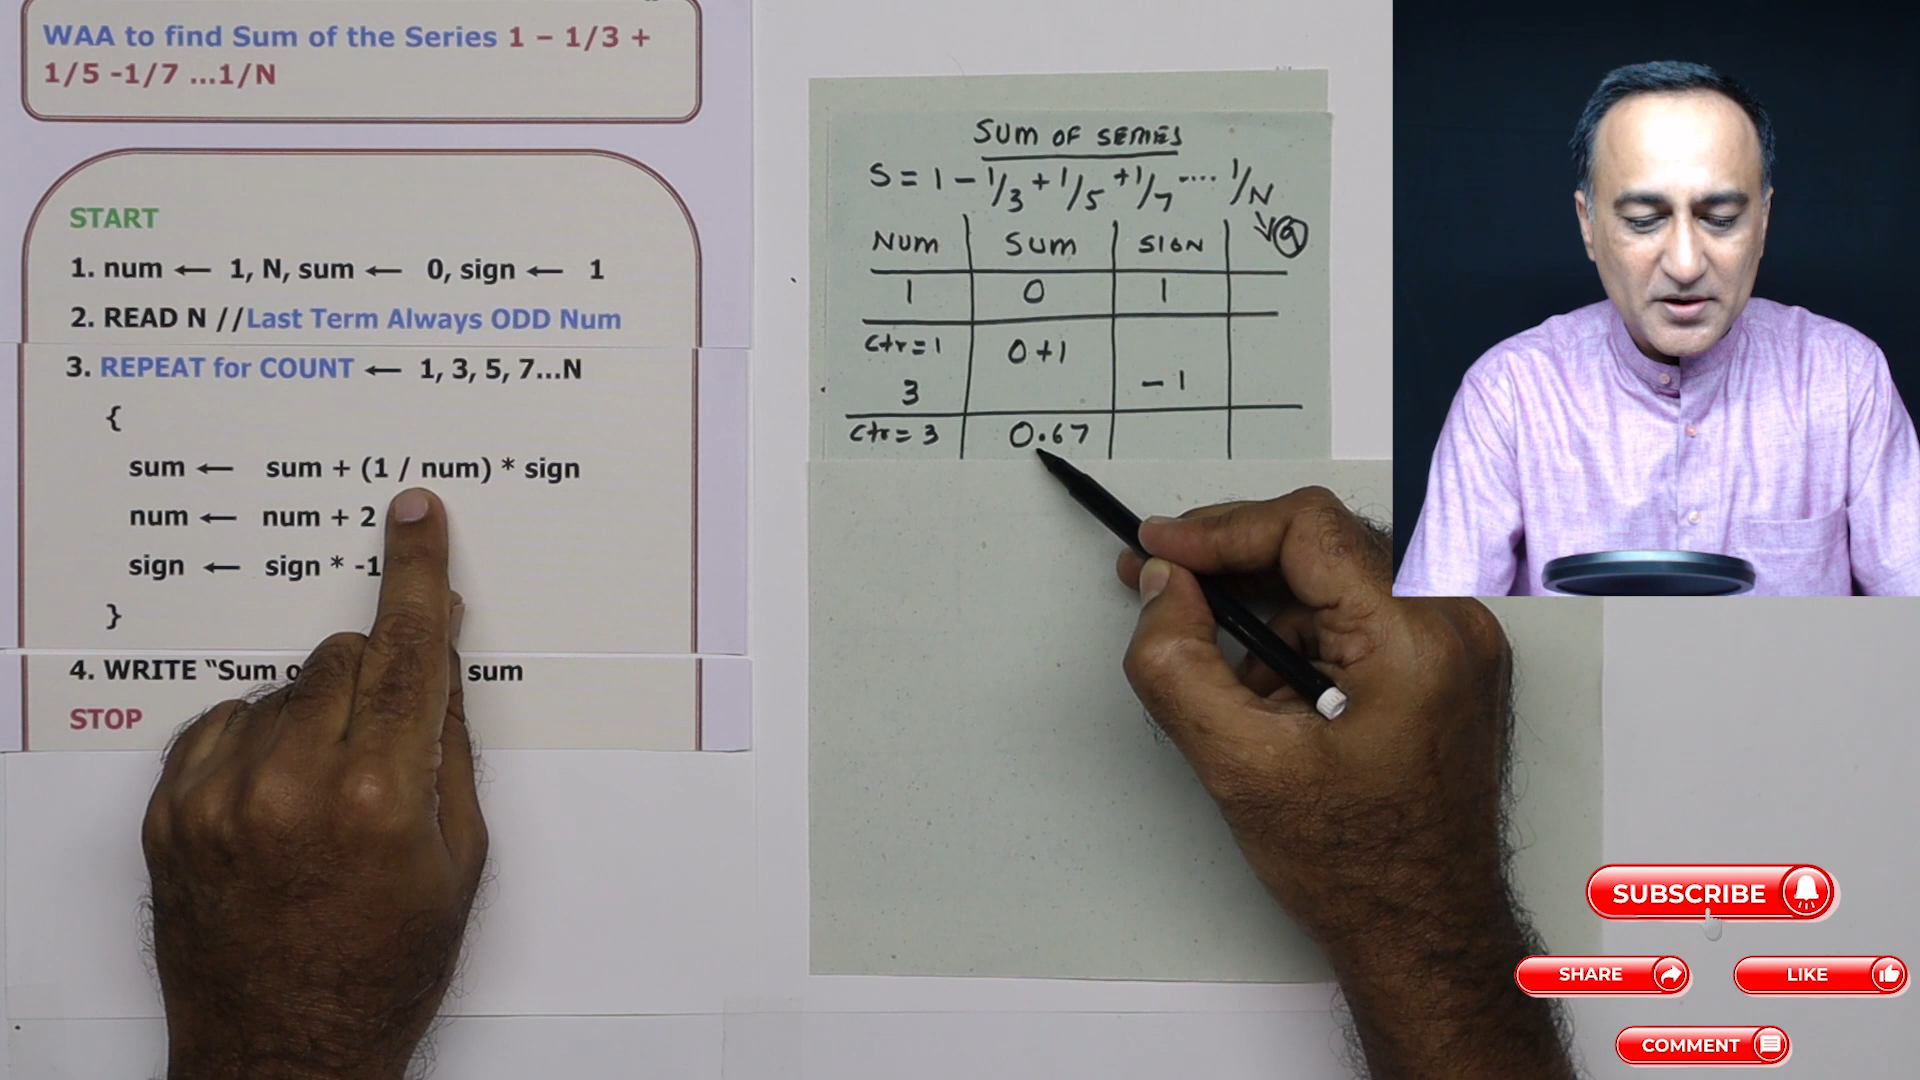 WAA to find Sum of the Series 1 – 1/3 +
1/5 -1/7 ...1/N
START
1. num ← 1, N, sum ← 0, sign ← 1
2. READ N //Last Term Always ODD Num
3. REPEAT for COUNT ← 1, 3, 5, 7...N
{
sum ← sum + (1 / num) * sign
num ← num + 2
sign ← sign * -1
}
4. WRITE “Sum sum
STOP
SUM OF SERIES
S = 1 - 1/3 + 1/5 + 1/7 .... 1/N
9
NUM SUM SIGN
1 0 1
Ctr = 1 0+1
3 -1
Ctr = 3 0.67
SUBSCRIBE
SHARE LIKE
COMMENT